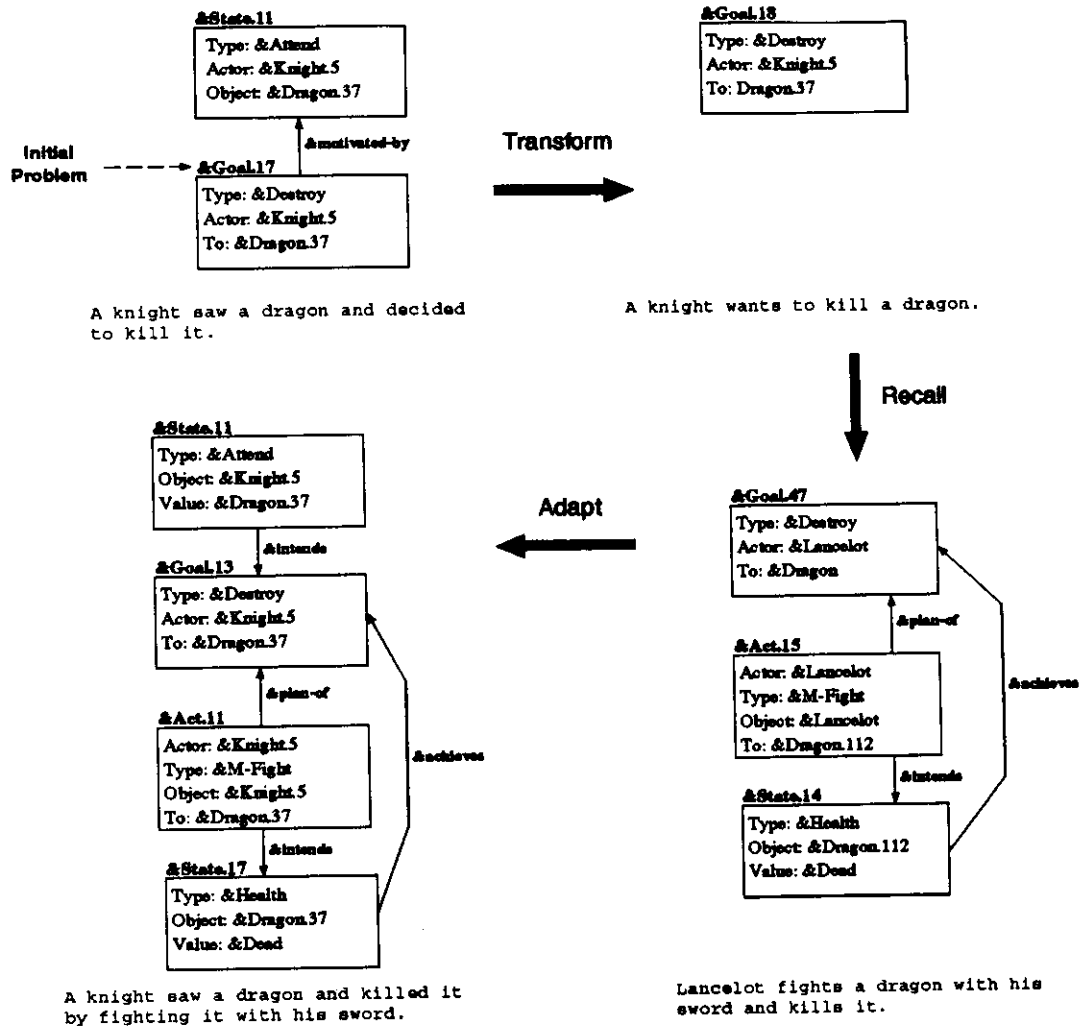 &State.11
Type: &Attend
Actor: &Knight.5
Object: &Dragon.37
&motivated-by
Initial
Problem
&Goal.17
Type: &Destroy
Actor: &Knight.5
To: &Dragon.37
A knight saw a dragon and decided
to kill it.
Transform
&Goal.18
Type: &Destroy
Actor: &Knight.5
To: Dragon.37
A knight wants to kill a dragon.
Recall
&Goal.47
Type: &Destroy
Actor: &Lancelot
To: &Dragon
&plan-of
&Act.15
Actor: &Lancelot
Type: &M-Fight
Object: &Lancelot
To: &Dragon.112
&achieves
&intends
&State.14
Type: &Health
Object: &Dragon.112
Value: &Dead
Lancelot fights a dragon with his
sword and kills it.
Adapt
&State.11
Type: &Attend
Object: &Knight.5
Value: &Dragon.37
&intends
&Goal.13
Type: &Destroy
Actor: &Knight.5
To: &Dragon.37
&plan-of
&Act.11
Actor: &Knight.5
Type: &M-Fight
Object: &Knight.5
To: &Dragon.37
&achieves
&intends
&State.17
Type: &Health
Object: &Dragon.37
Value: &Dead
A knight saw a dragon and killed it
by fighting it with his sword.